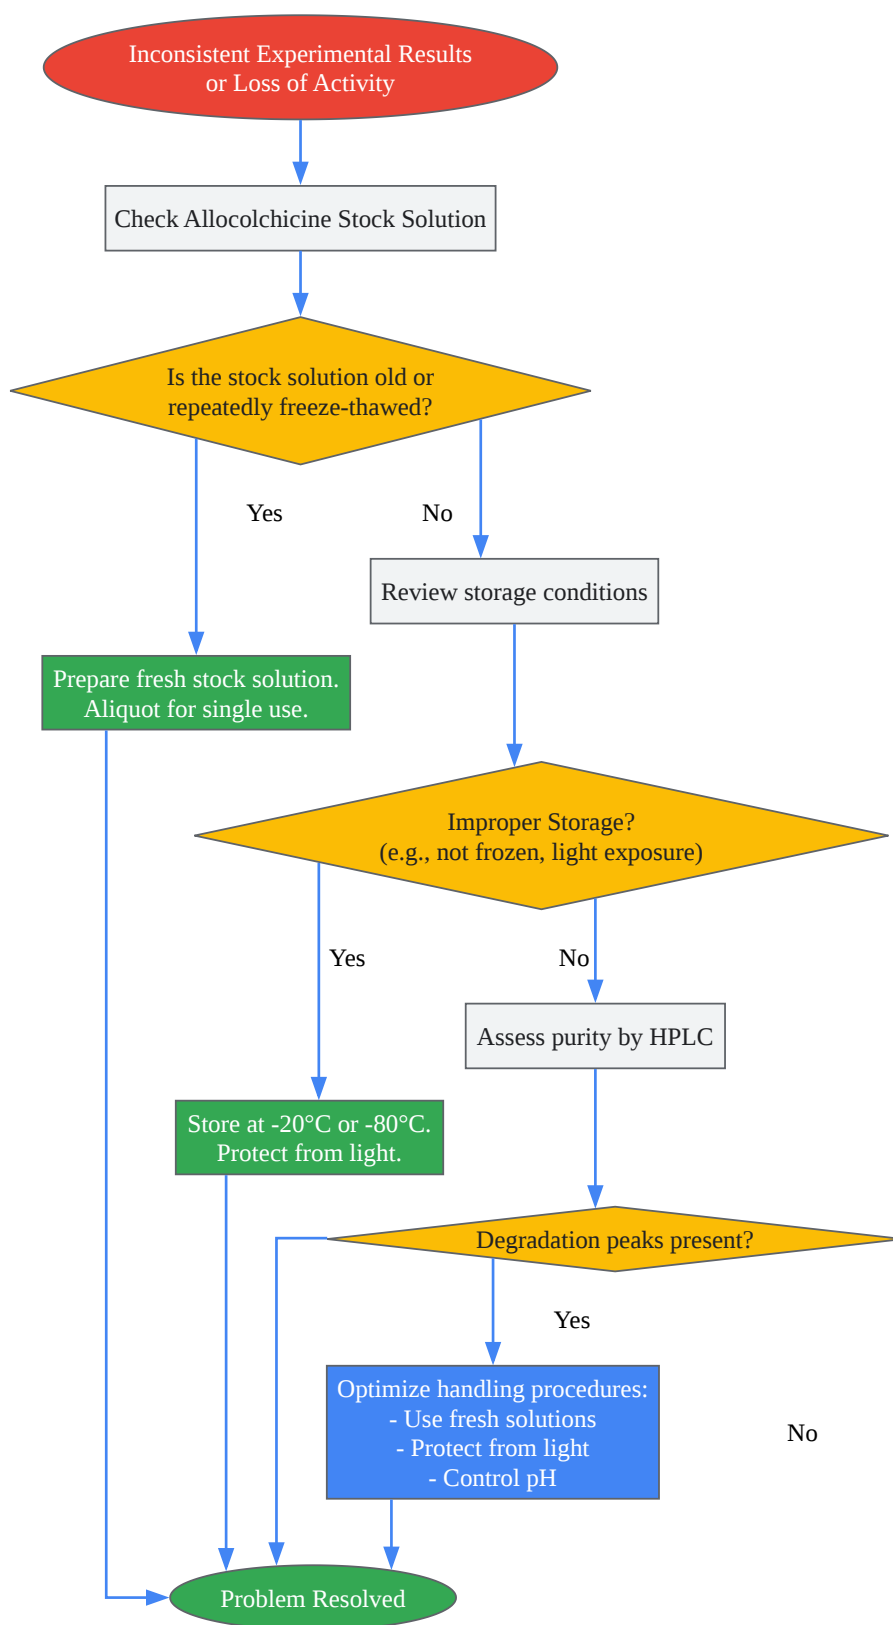 Inconsistent Experimental Results
or Loss of Activity
Check Allocolchicine Stock Solution
Is the stock solution old or
repeatedly freeze-thawed?
Yes
No
Review storage conditions
Prepare fresh stock solution.
Aliquot for single use.
Improper Storage?
(e.g., not frozen, light exposure)
Yes
No
Assess purity by HPLC
Store at -20°C or -80°C.
Protect from light.
Degradation peaks present?
Yes
Optimize handling procedures:
- Use fresh solutions
- Protect from light
- Control pH
No
Problem Resolved